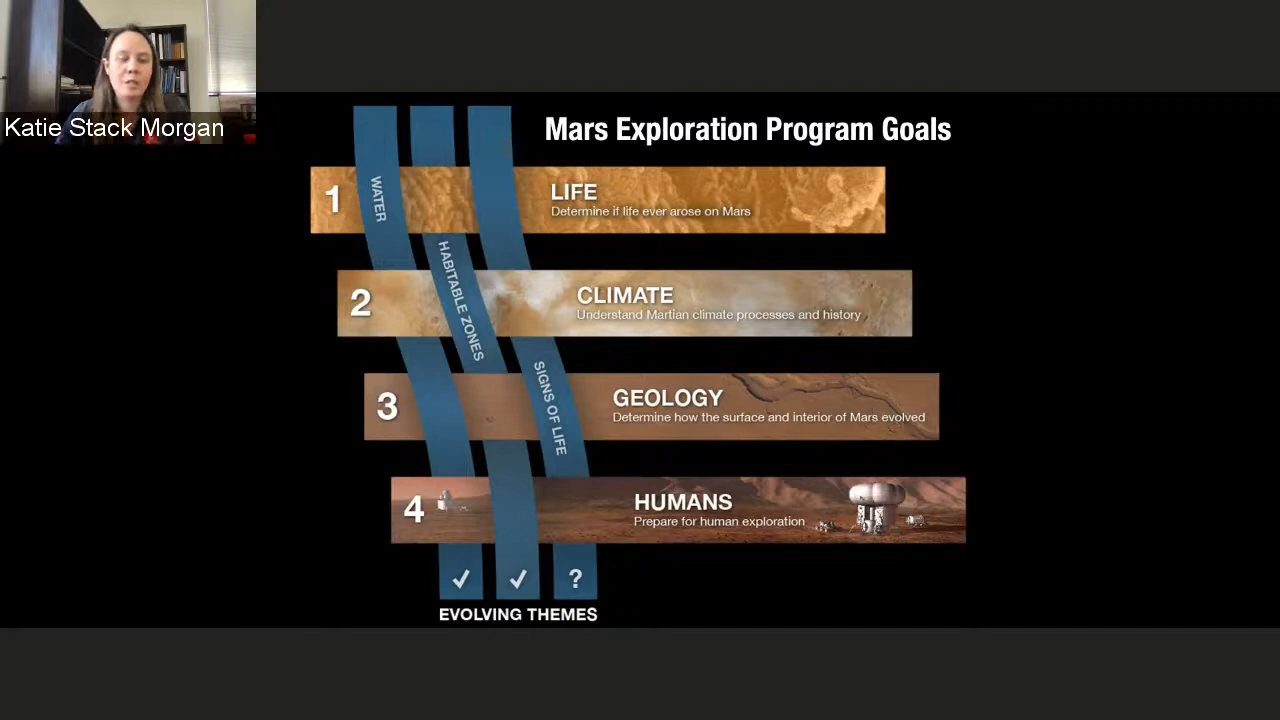 Katie Stack Morgan
Mars Exploration Program Goals
1
WATER
LIFE
Determine if life ever arose on Mars
HABITABLE ZONES
2
CLIMATE
Understand Martian climate processes and history
SIGNS OF LIFE
3
GEOLOGY
Determine how the surface and interior of Mars evolved
4
HUMANS
Prepare for human exploration
✓ ✓ ?
EVOLVING THEMES